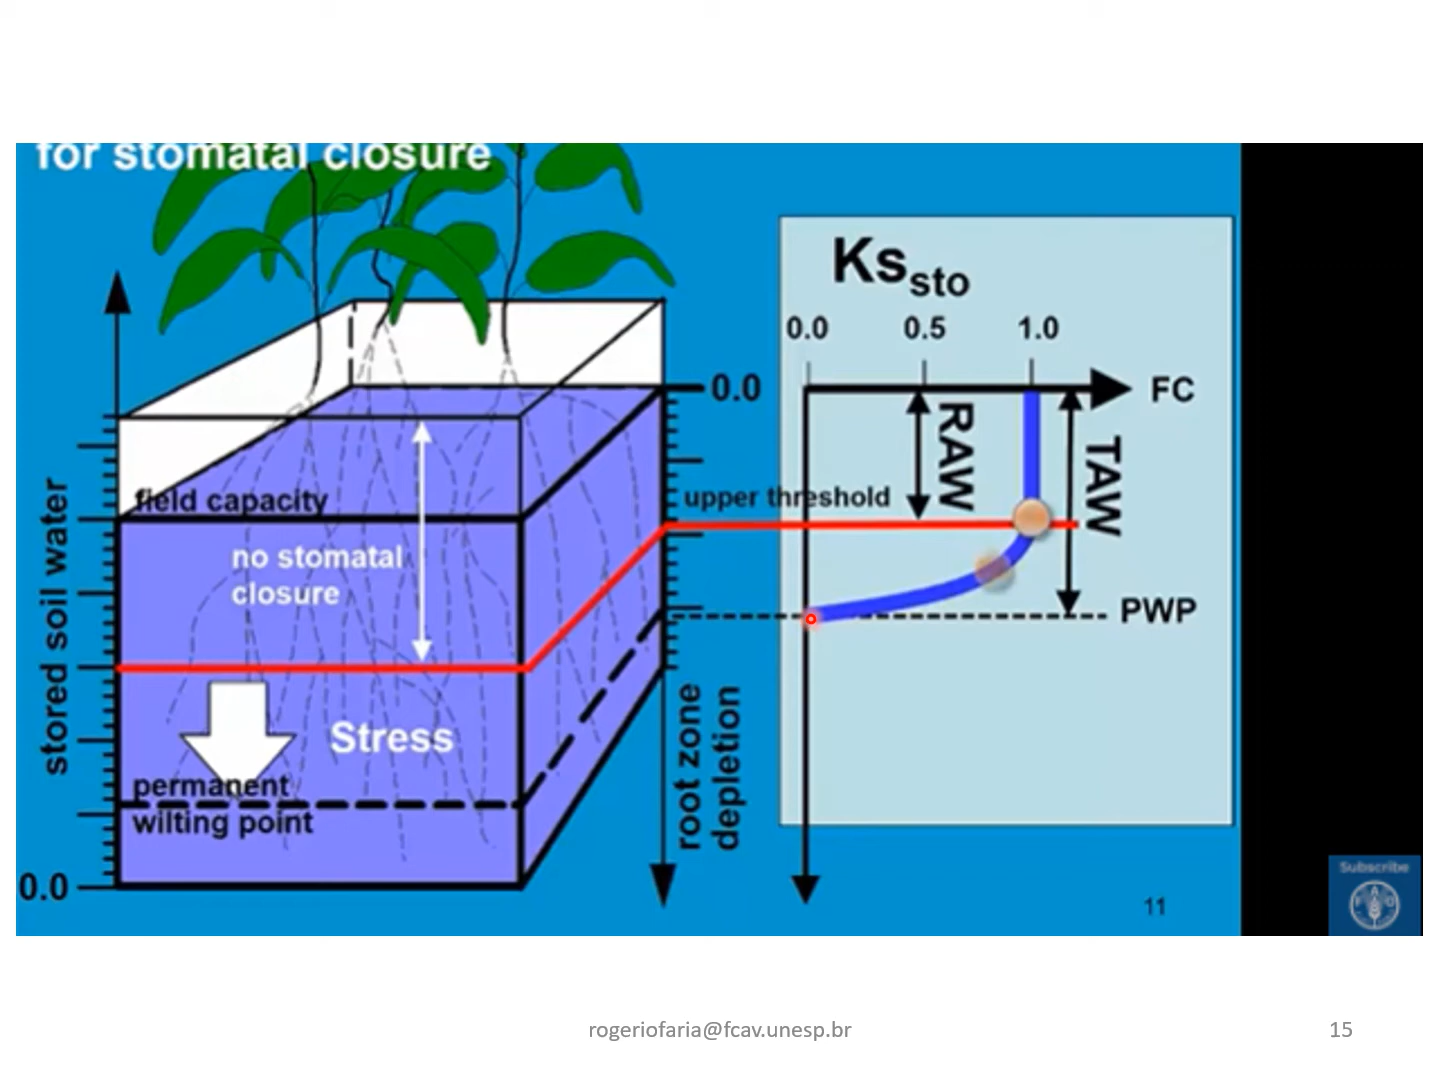 for stomatal closure
Ks sto
0.0 0.5 1.0
0.0
FC
RAW
TAW
upper threshold
field capacity
no stomatal
closure
stored soil water
PWP
Stress
root zone
depletion
permanent
wilting point
0.0
Subscribe
FAO
11
rogeriofaria@fcav.unesp.br
15